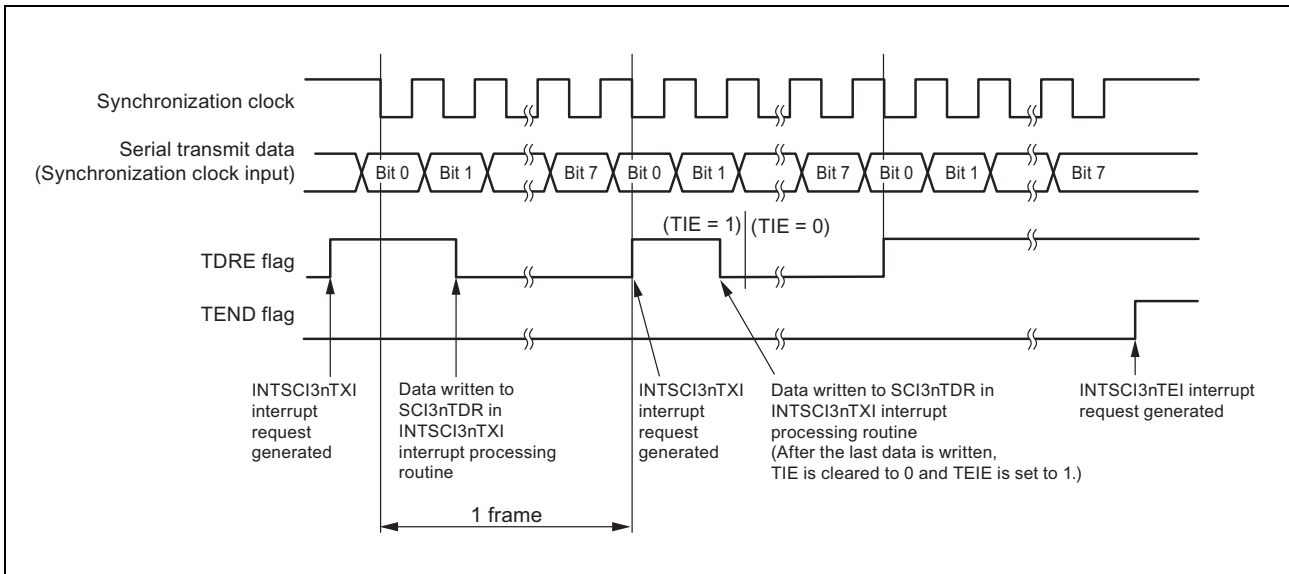 Synchronization clock
Serial transmit data
(Synchronization clock input)
Bit 0 Bit 1 Bit 7 Bit 0 Bit 1 Bit 7 Bit 0 Bit 1 Bit 7
(TIE = 1) (TIE = 0)
TDRE flag
TEND flag
INTSCI3nTXI
interrupt
request
generated
Data written to
SCI3nTDR in
INTSCI3nTXI
interrupt processing
routine
INTSCI3nTXI
interrupt
request
generated
Data written to SCI3nTDR in
INTSCI3nTXI interrupt
processing routine
(After the last data is written,
TIE is cleared to 0 and TEIE is set to 1.)
INTSCI3nTEI interrupt
request generated
1 frame